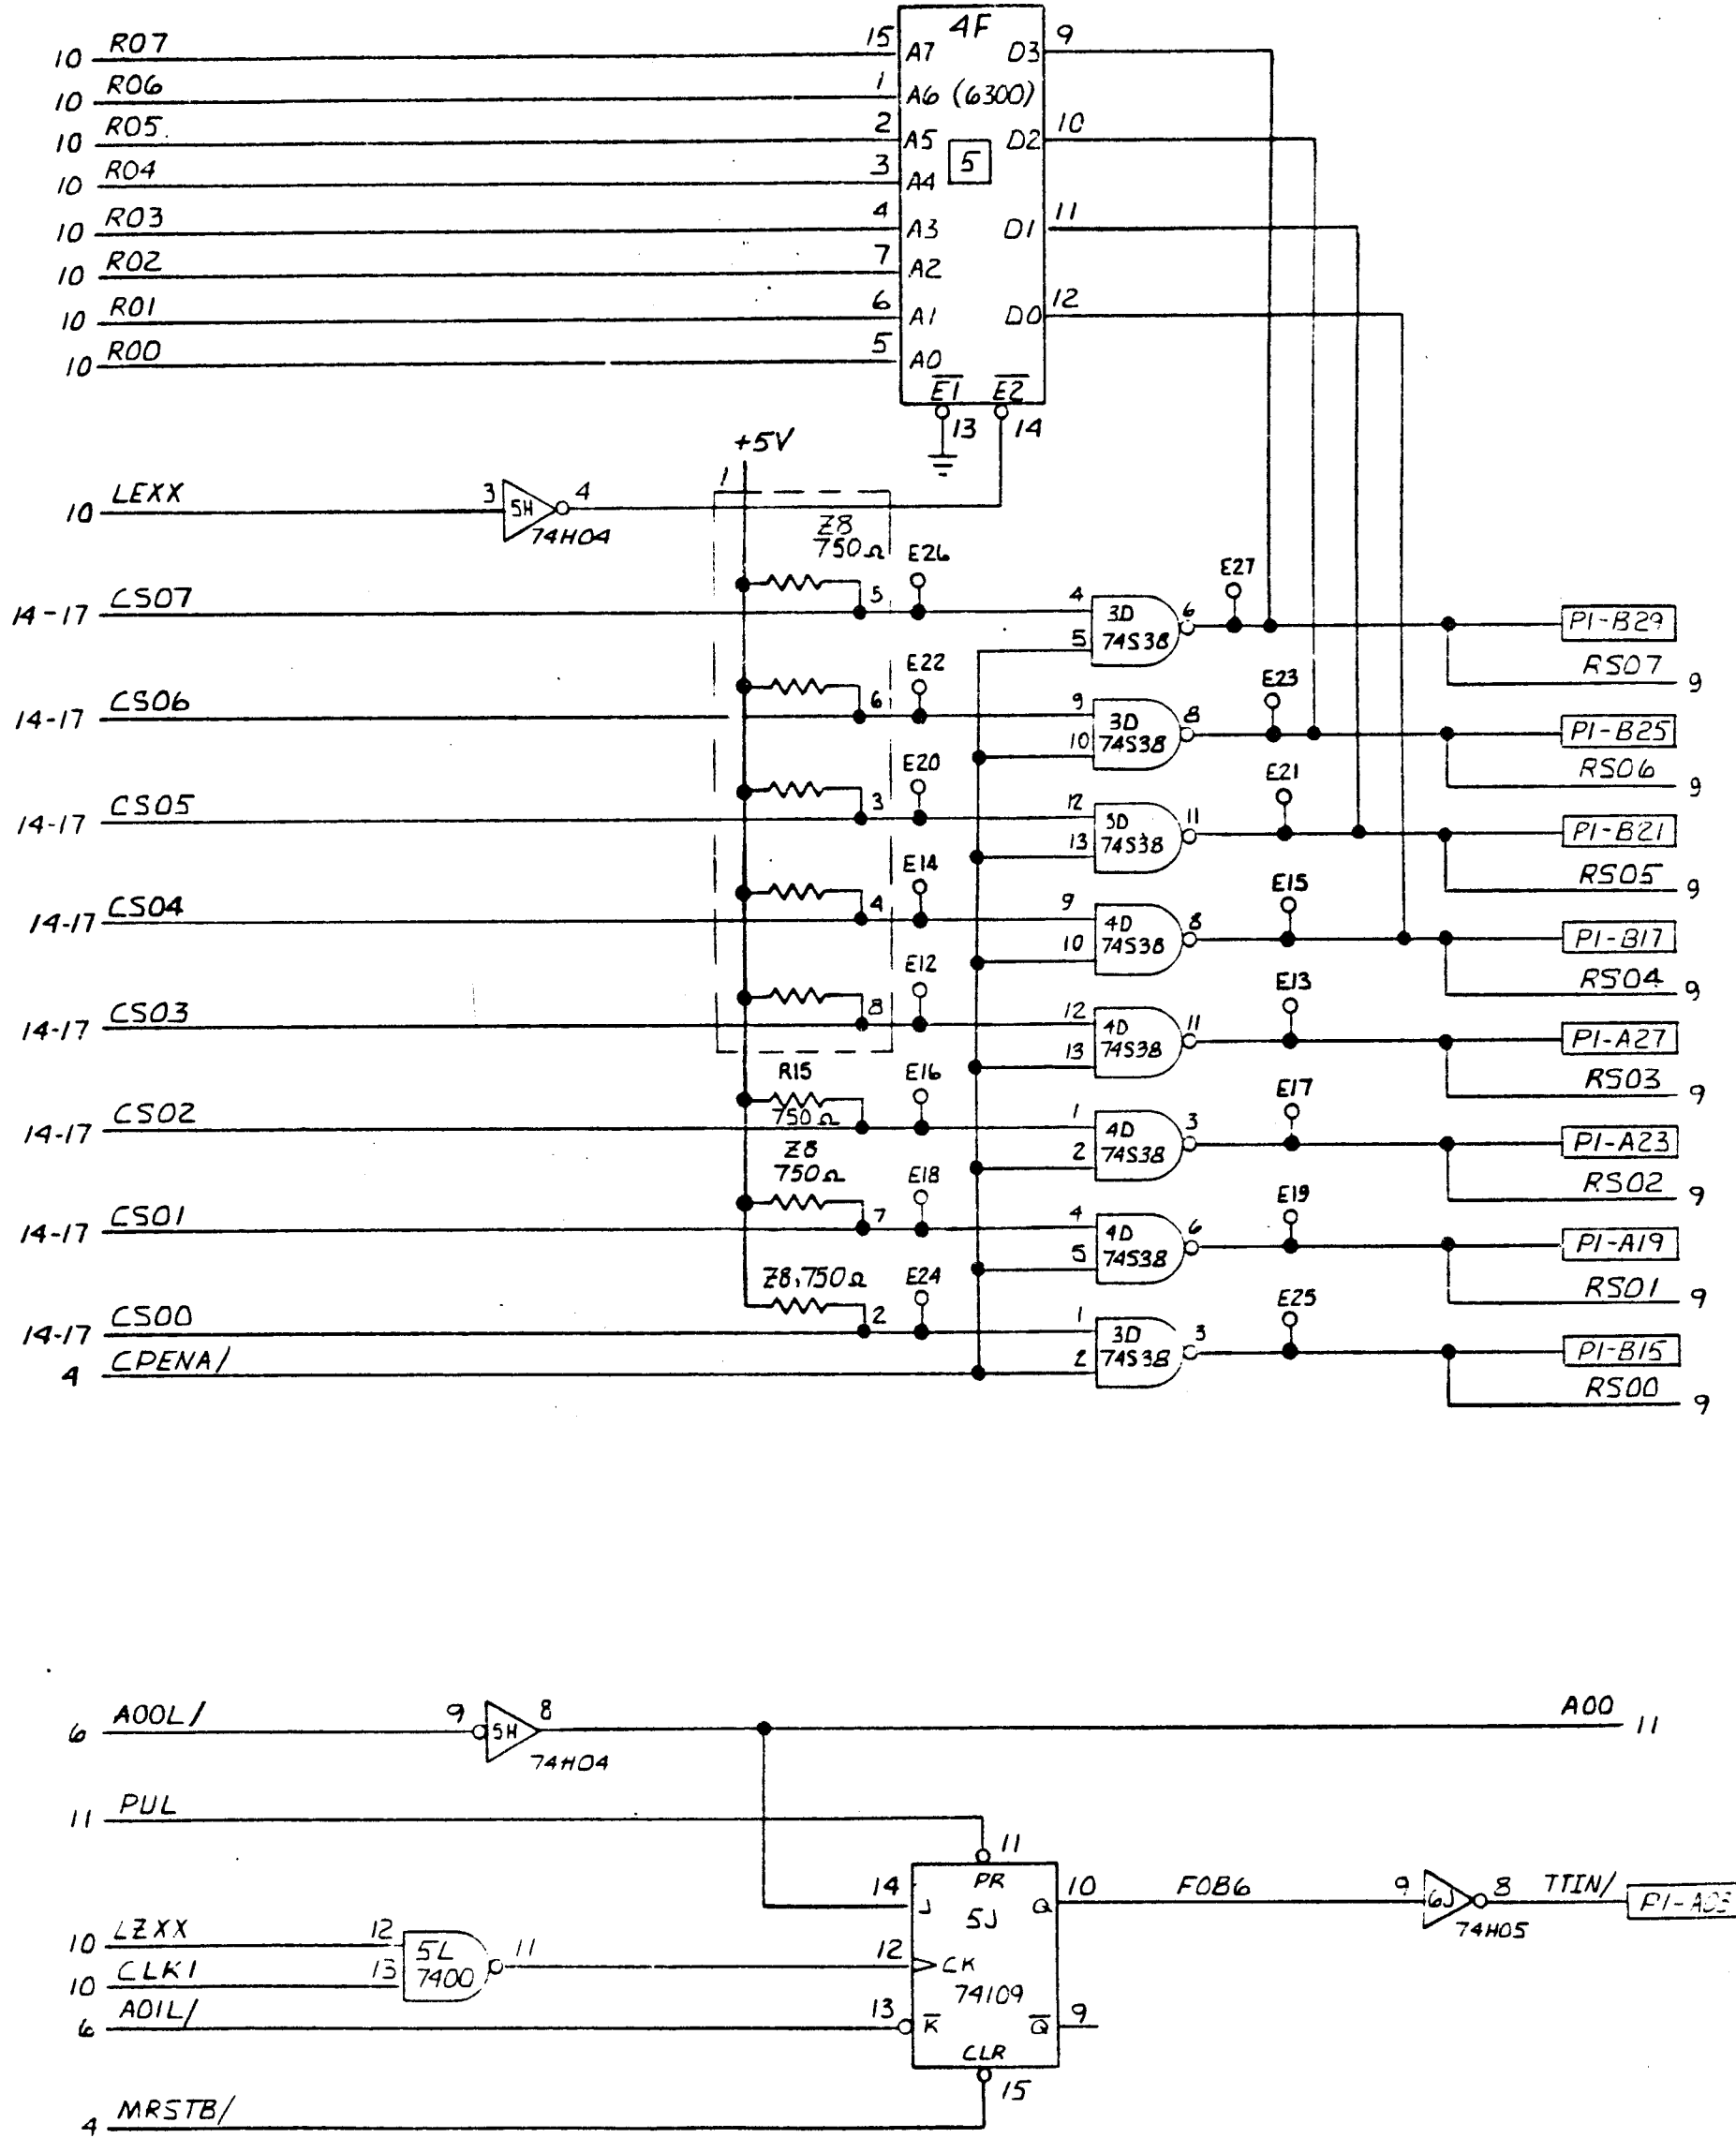 4F
10 R07 15 A7 D3 9
10 R06 1 A6 (6300)
10 R05 2 A5 D2 10
5
10 R04 3 A4
10 R03 4 A3 D1 11
10 R02 7 A2
10 R01 6 A1 D0 12
10 R00 5 A0
E1 E2
13 14
+5V
1
10 LEXX 3 5H 4
74H04
Z8
750Ω
E26 E27
14-17 CS07 5 4 3D 6 P1-B29
5 74S38
RS07 9
E22 E23
14-17 CS06 6 9 3D 8 P1-B25
10 74S38
RS06 9
E20 E21
14-17 CS05 3 12 3D 11 P1-B21
13 74S38
RS05 9
E14 E15
14-17 CS04 4 9 4D 8 P1-B17
10 74S38
RS04 9
E12 E13
14-17 CS03 8 12 4D 11 P1-A27
13 74S38
RS03 9
R15 E16 E17
14-17 CS02 750Ω 1 4D 3 P1-A23
2 74S38
RS02 9
Z8
750Ω E18 E19
14-17 CS01 7 4 4D 6 P1-A19
5 74S38
RS01 9
Z8,750Ω E24 E25
14-17 CS00 2 1 3D 3 P1-B15
4 CPENA/ 2 74S38
RS00 9
6 A00L/ 9 5H 8 A00 11
74H04
11 PUL 11
PR
14 J Q 10 F0B6 9 6J 8 TTIN/
5J
74H05
10 LZXX 12 5L 11 12 CK
10 CLK1 13 7400
74109
6 A01L/ 13 K Q 9
CLR
15
4 MRSTB/